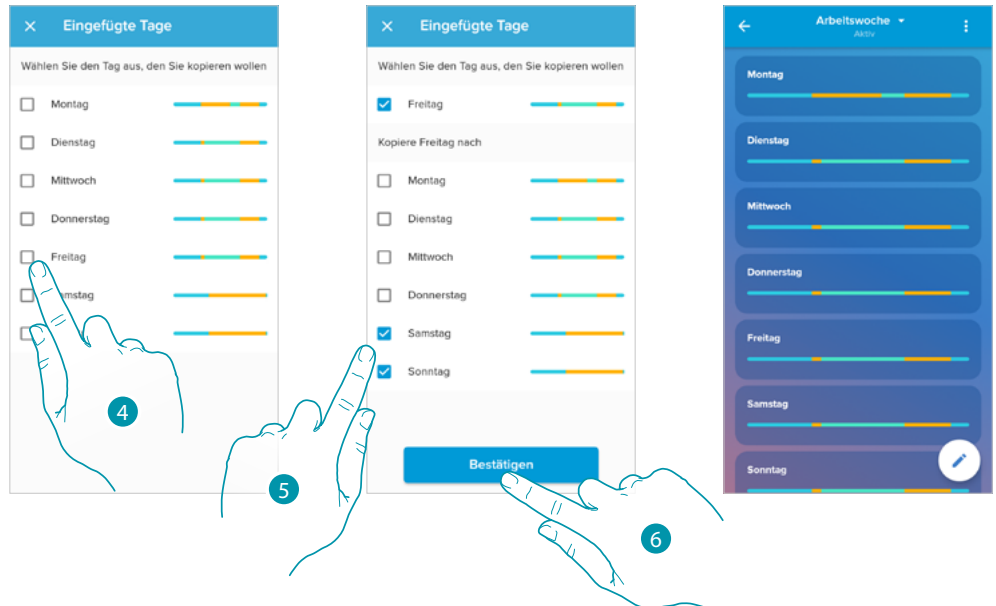 Eingefügte Tage
Wählen Sie den Tag aus, den Sie kopieren wollen
Montag
Dienstag
Mittwoch
Donnerstag
Freitag
mstag
4
Eingefügte Tage
Wählen Sie den Tag aus, den Sie kopieren wollen
Freitag
Kopiere Freitag nach
Montag
Dienstag
Mittwoch
Donnerstag
Samstag
Sonntag
Bestätigen
5
6
Arbeitswoche
Aktiv
Montag
Dienstag
Mittwoch
Donnerstag
Freitag
Samstag
Sonntag